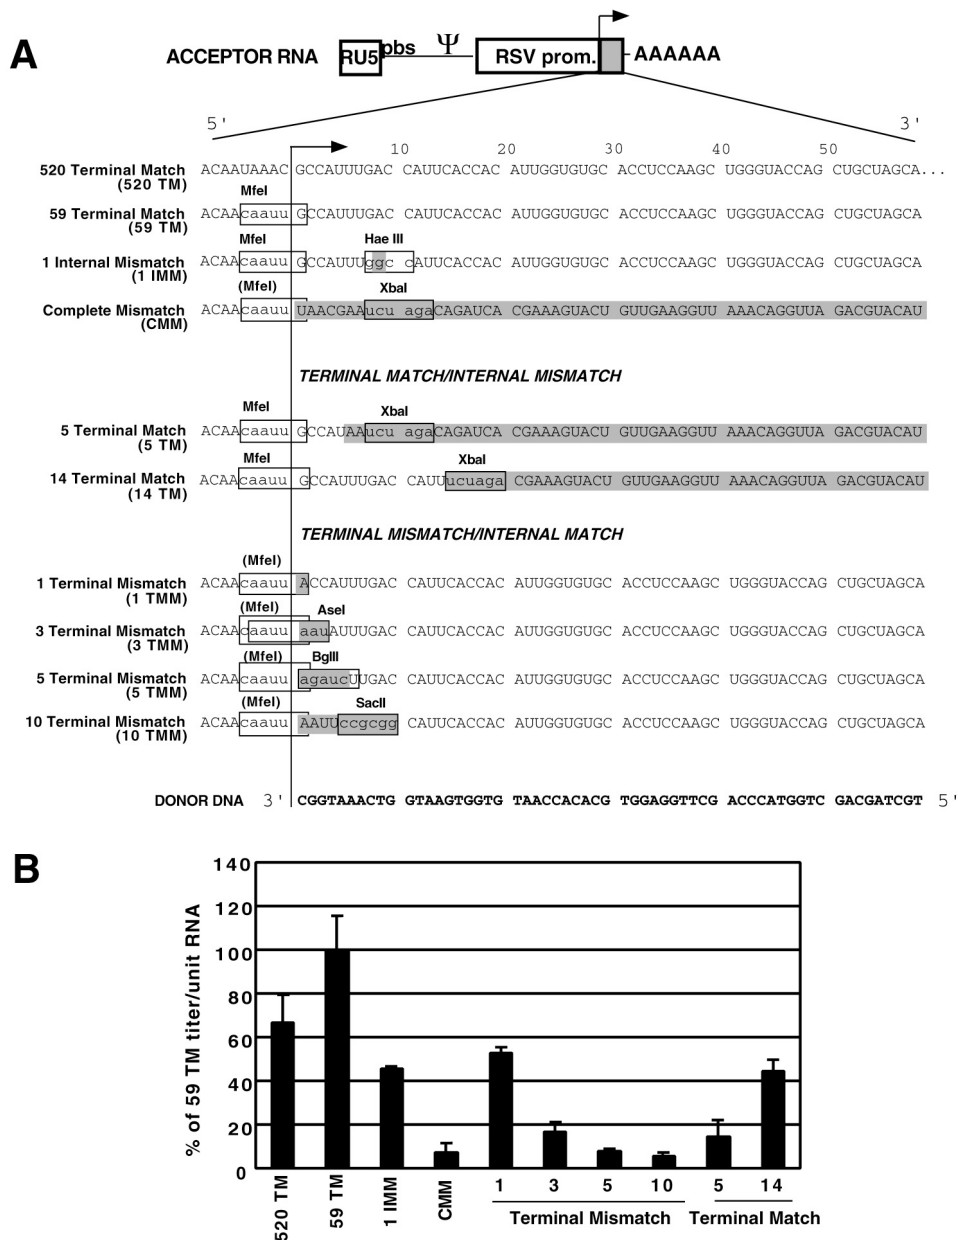 A
ACCEPTOR RNA RU5 pbs Ψ RSV prom. AAAAAA
5' 3'
10 20 30 40 50
520 Terminal Match ACAAUAAAC GCCAUUUGAC CAUUCACCAC AUUGGUGUGC ACCUCCAAGC UGGGUACCAG CUGCUAGCA...
(520 TM)
MfeI
59 Terminal Match ACAAcaauu GCCAUUUGAC CAUUCACCAC AUUGGUGUGC ACCUCCAAGC UGGGUACCAG CUGCUAGCA
(59 TM)
MfeI Hae III
1 Internal Mismatch ACAAcaauu GCCAUUUggc cAUUCACCAC AUUGGUGUGC ACCUCCAAGC UGGGUACCAG CUGCUAGCA
(1 IMM)
(MfeI) XbaI
Complete Mismatch ACAAcaauu UAACGAAucu agaCAGAUCA CGAAAGUACU GUUGAAGGUU AAACAGGUUA GACGUACAU
(CMM)
TERMINAL MATCH/INTERNAL MISMATCH
MfeI XbaI
5 Terminal Match ACAAcaauu GCCAUAAucu agaCAGAUCA CGAAAGUACU GUUGAAGGUU AAACAGGUUA GACGUACAU
(5 TM)
MfeI XbaI
14 Terminal Match ACAAcaauu GCCAUUUGAC CAUUucuaga CGAAAGUACU GUUGAAGGUU AAACAGGUUA GACGUACAU
(14 TM)
TERMINAL MISMATCH/INTERNAL MATCH
(MfeI)
1 Terminal Mismatch ACAAcaauu ACCAUUUGAC CAUUCACCAC AUUGGUGUGC ACCUCCAAGC UGGGUACCAG CUGCUAGCA
(1 TMM)
(MfeI) AseI
3 Terminal Mismatch ACAAcaauu aauAUUUGAC CAUUCACCAC AUUGGUGUGC ACCUCCAAGC UGGGUACCAG CUGCUAGCA
(3 TMM)
(MfeI) BglII
5 Terminal Mismatch ACAAcaauu agaucUUGAC CAUUCACCAC AUUGGUGUGC ACCUCCAAGC UGGGUACCAG CUGCUAGCA
(5 TMM)
(MfeI) SacII
10 Terminal Mismatch ACAAcaauu AAUUccgcgg CAUUCACCAC AUUGGUGUGC ACCUCCAAGC UGGGUACCAG CUGCUAGCA
(10 TMM)
DONOR DNA 3' CGGTAAACTG GTAAGTGGTG TAACCACACG TGGAGGTTCG ACCCATGGTC GACGATCGT 5'
B
% of 59 TM titer/unit RNA
140
120
100
80
60
40
20
0
520 TM
59 TM
1 IMM
CMM
1 3 5 10 5 14
Terminal Mismatch Terminal Match